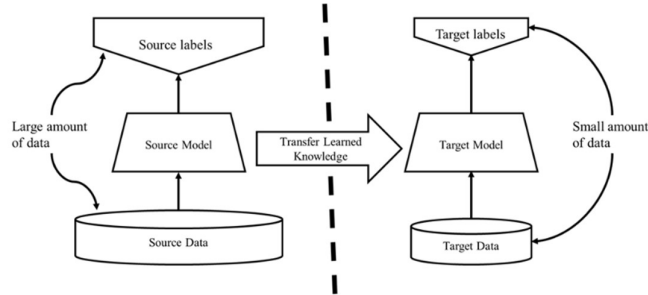 Source labels
Target labels
Large amount
of data
Source Model
Transfer Learned
Knowledge
Target Model
Small amount
of data
Source Data
Target Data